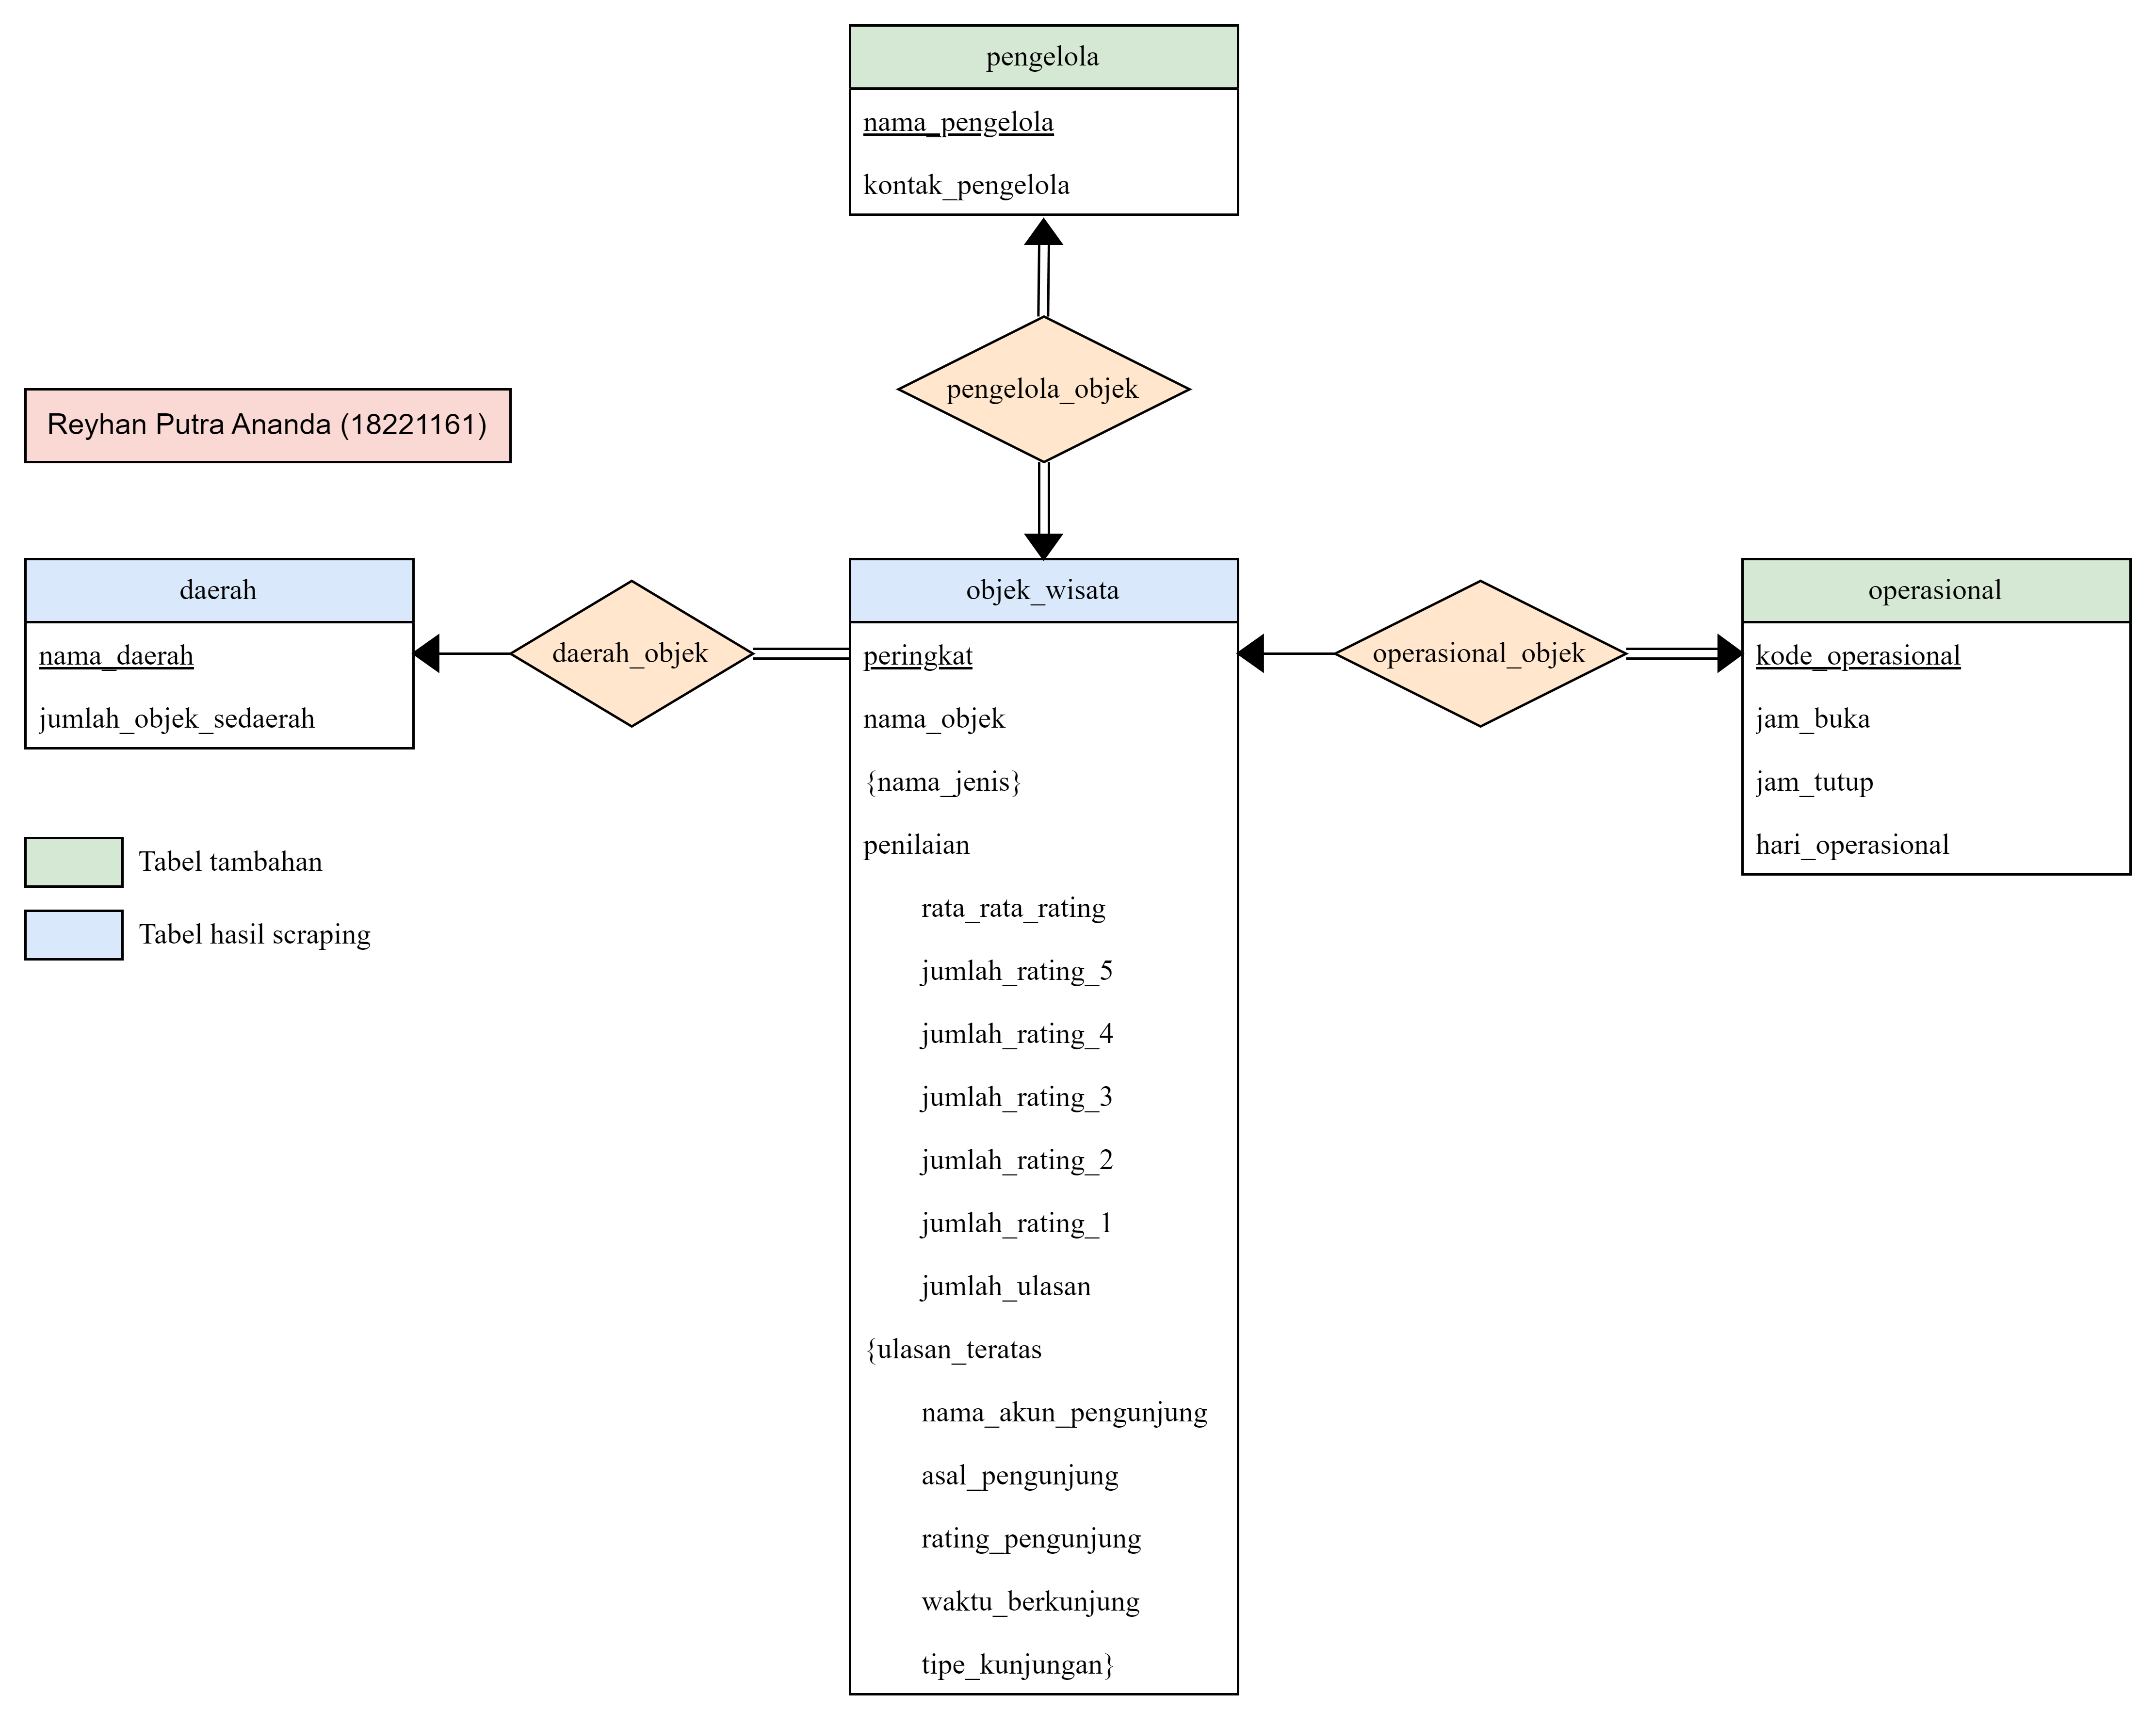 pengelola
nama_pengelola
kontak_pengelola
pengelola_objek
Reyhan Putra Ananda (18221161)
daerah
nama_daerah
jumlah_objek_sedaerah
daerah_objek
objek_wisata
peringkat
nama_objek
{nama_jenis}
penilaian
rata_rata_rating
jumlah_rating_5
jumlah_rating_4
jumlah_rating_3
jumlah_rating_2
jumlah_rating_1
jumlah_ulasan
{ulasan_teratas
nama_akun_pengunjung
asal_pengunjung
rating_pengunjung
waktu_berkunjung
tipe_kunjungan}
operasional_objek
operasional
kode_operasional
jam_buka
jam_tutup
hari_operasional
Tabel tambahan
Tabel hasil scraping